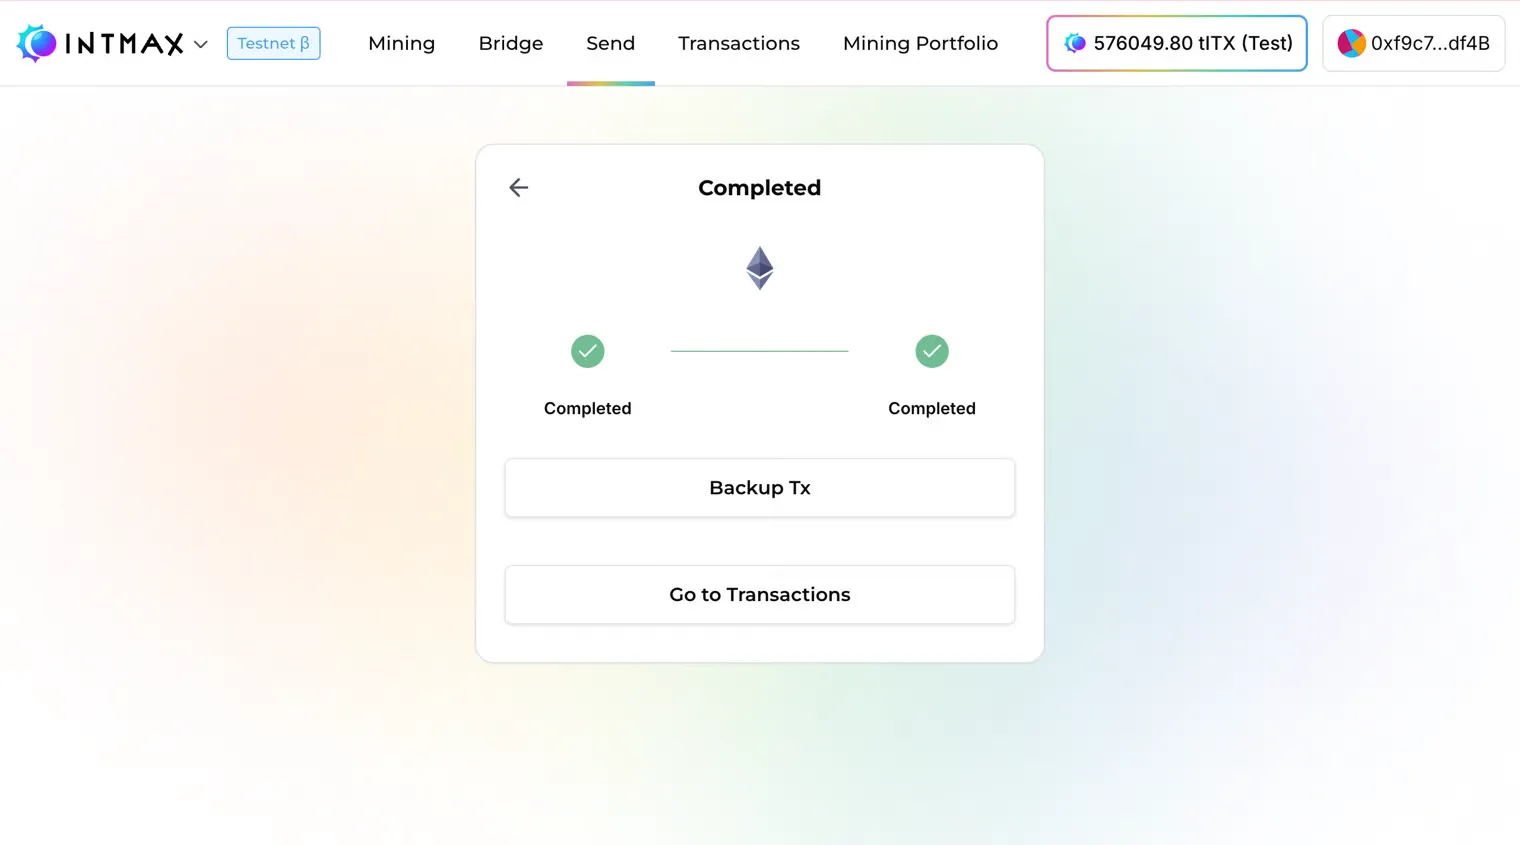 INTMAX Testnet β Mining Bridge Send Transactions Mining Portfolio 576049.80 tITX (Test) 0xf9c7...df4B
Completed
Completed Completed
Backup Tx
Go to Transactions